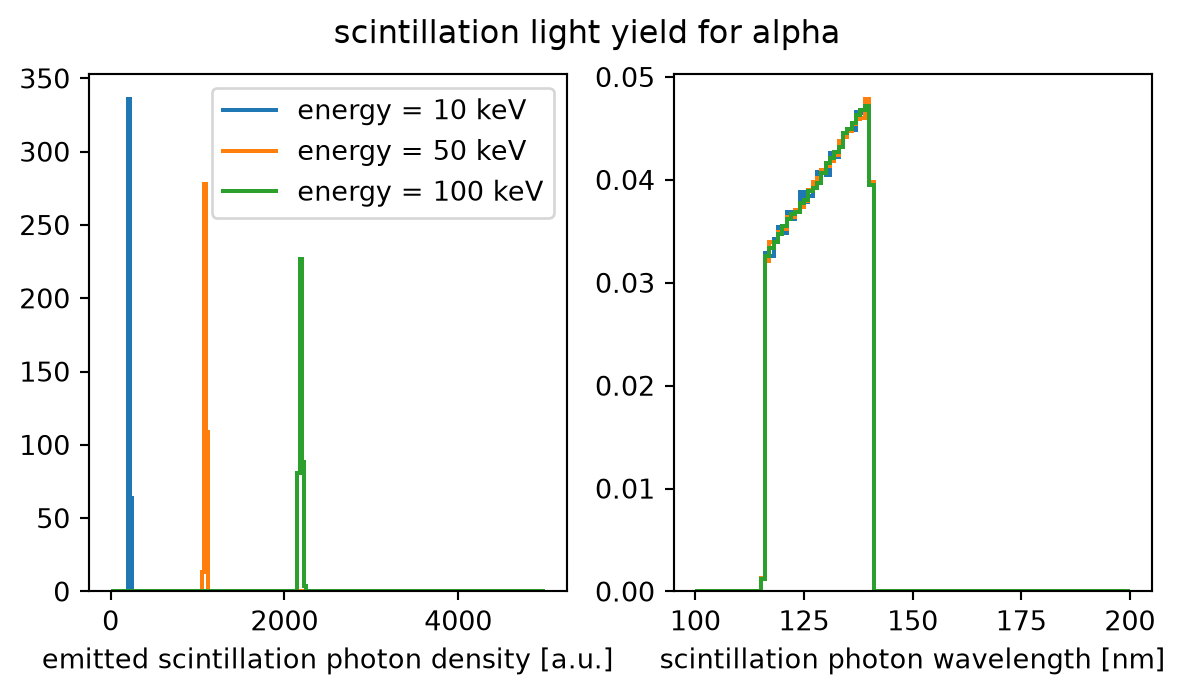 scintillation light yield for alpha
350
300
250
200
150
100
50
0
energy = 10 keV
energy = 50 keV
energy = 100 keV
0 2000 4000
emitted scintillation photon density [a.u.]
0.05
0.04
0.03
0.02
0.01
0.00
100 125 150 175 200
scintillation photon wavelength [nm]